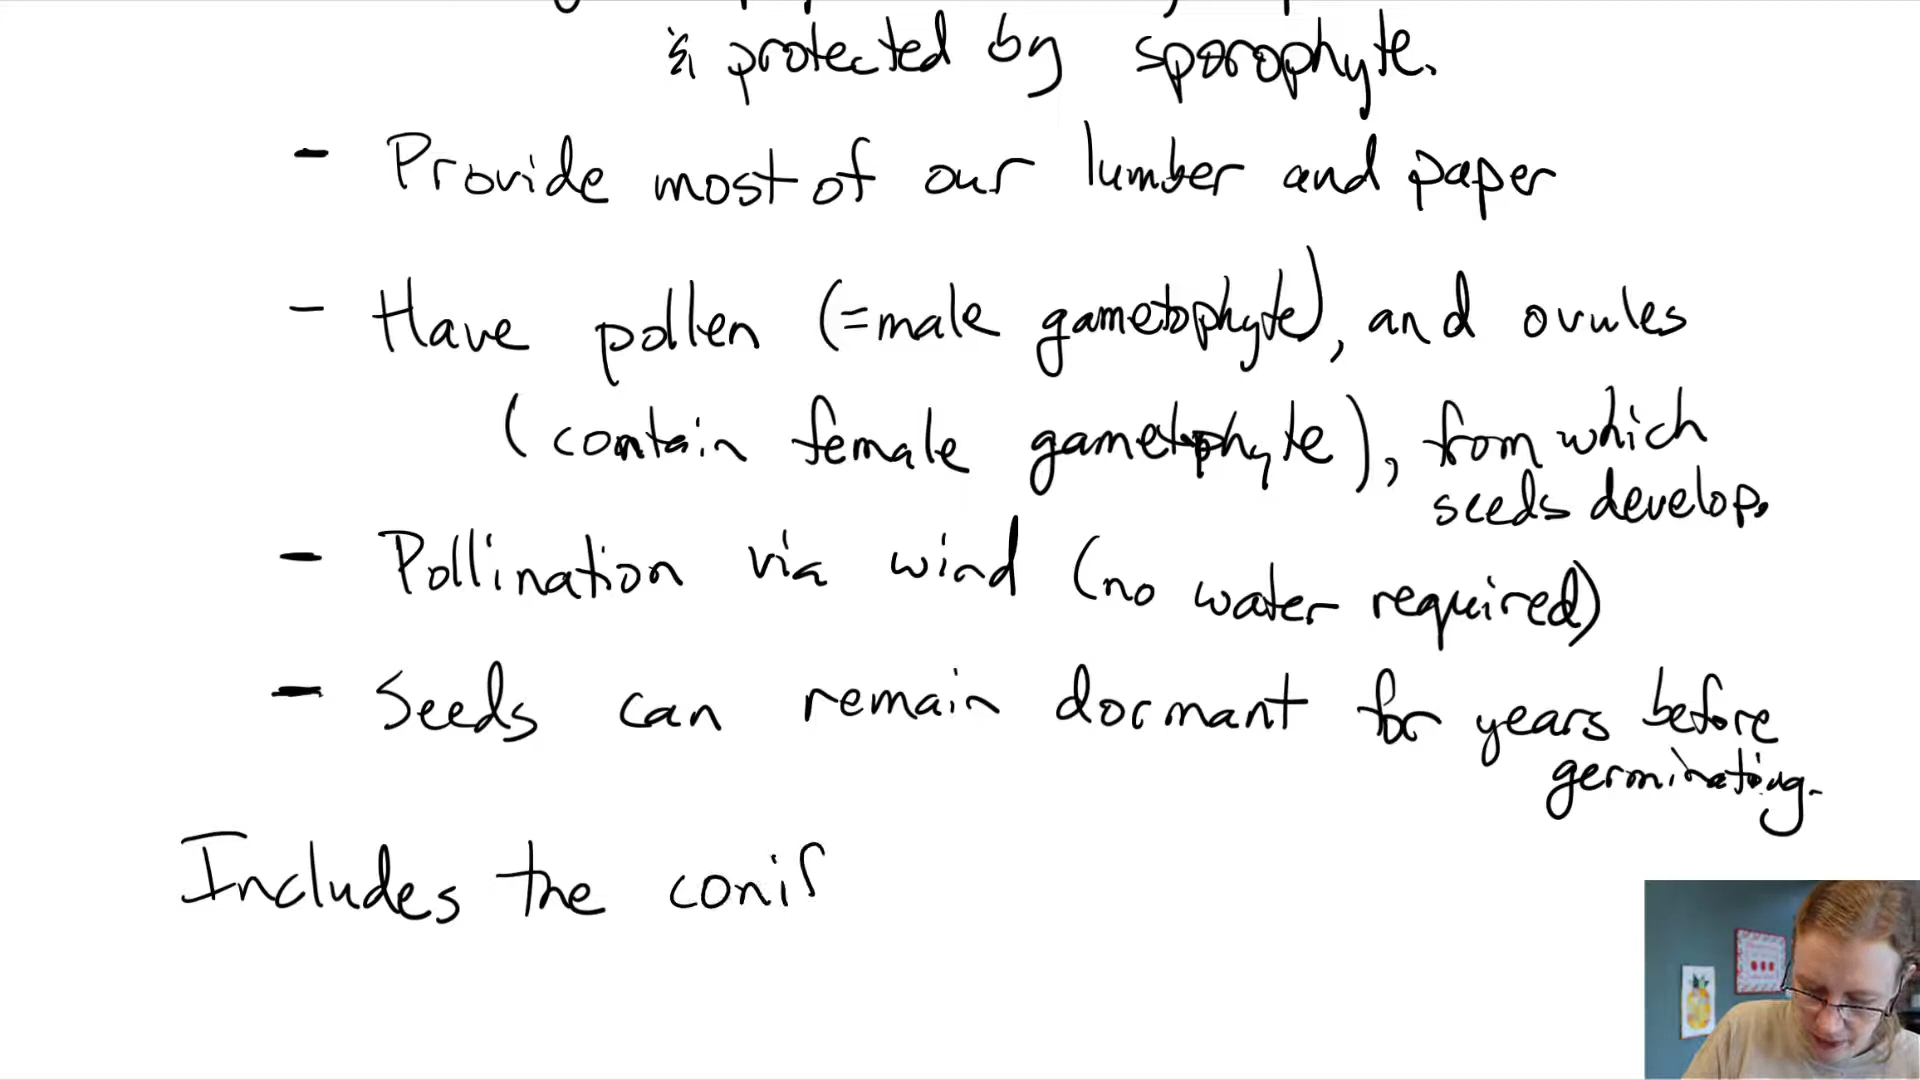 & protected by sporophyte.
- Provide most of our lumber and paper
- Have pollen (=male gametophyte), and ovules
(contain female gametophyte), from which
seeds develop.
- Pollination via wind (no water required)
- Seeds can remain dormant for years before
germinating.
Includes the conif